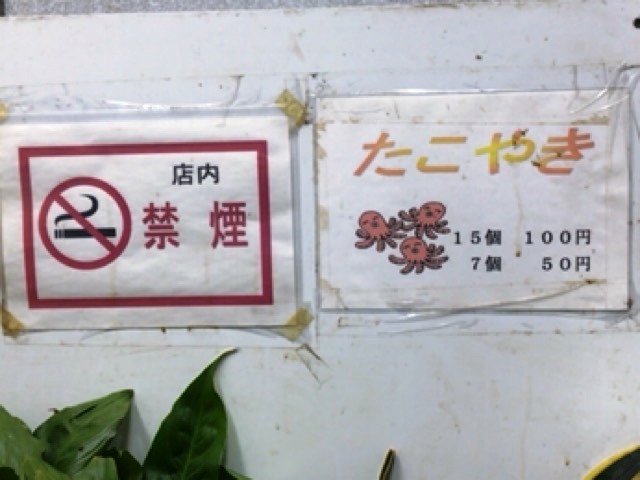 店内
禁煙
たこやき
15個 100円
7個 50円